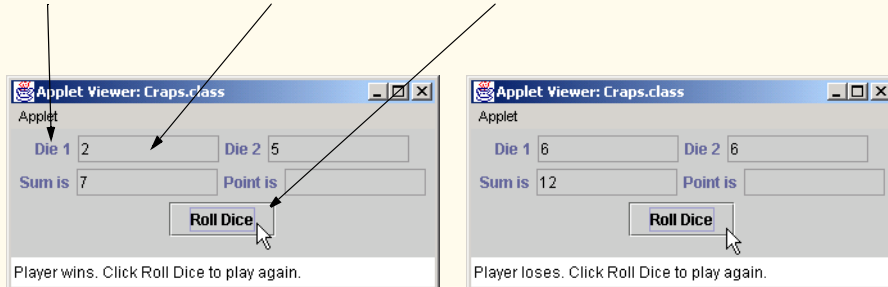 Applet Viewer: Craps.class
Applet
Die 1 2 Die 2 5
Sum is 7 Point is
Roll Dice
Player wins. Click Roll Dice to play again.
Applet Viewer: Craps.class
Applet
Die 1 6 Die 2 6
Sum is 12 Point is
Roll Dice
Player loses. Click Roll Dice to play again.